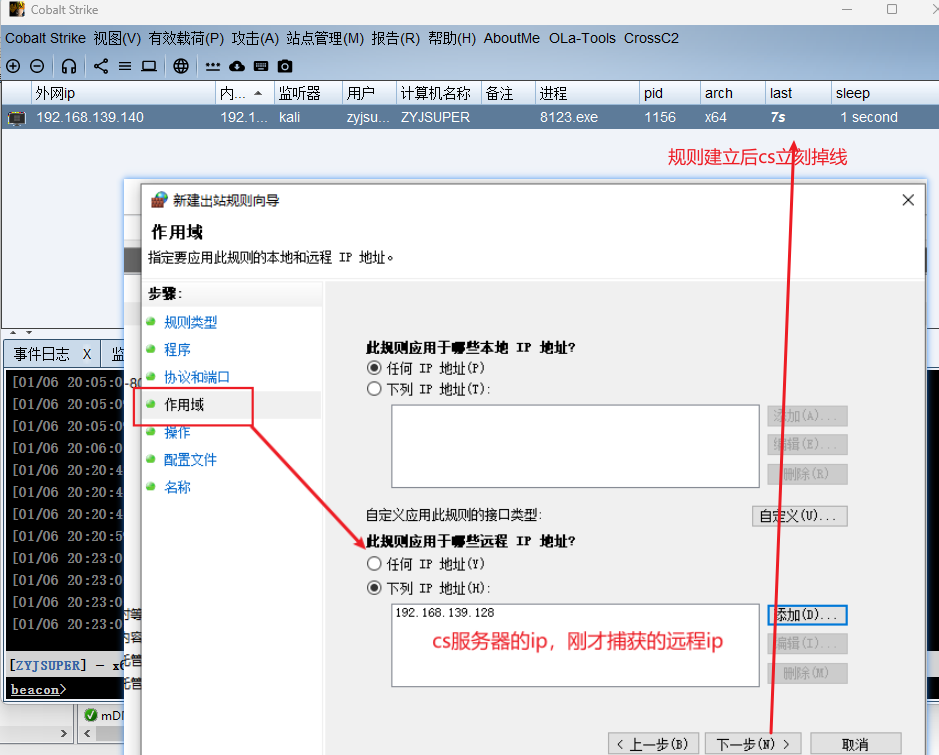 Cobalt Strike
Cobalt Strike 视图(V) 有效载荷(P) 攻击(A) 站点管理(M) 报告(R) 帮助(H) AboutMe OLa-Tools CrossC2
外网ip 内... 监听器 用户 计算机名称 备注 进程 pid arch last sleep
192.168.139.140 192.1... kali zyjsu... ZYJSUPER 8123.exe 1156 x64 7s 1 second
规则建立后cs立刻掉线
新建出站规则向导
作用域
指定要应用此规则的本地和远程 IP 地址。
步骤:
规则类型
程序
协议和端口
作用域
操作
配置文件
名称
此规则应用于哪些本地 IP 地址?
任何 IP 地址(P)
下列 IP 地址(T):
添加(A)...
编辑(E)...
删除(R)
自定义应用此规则的接口类型:
自定义(U)...
此规则应用于哪些远程 IP 地址?
任何 IP 地址(Y)
下列 IP 地址(H):
192.168.139.128
添加(D)...
编辑(I)...
删除(M)
cs服务器的ip，刚才捕获的远程ip
< 上一步(B)
下一步(N) >
取消
事件日志 X 监
[01/06 20:05:0
[01/06 20:05:0
[01/06 20:05:0
[01/06 20:06:0
[01/06 20:20:4
[01/06 20:20:4
[01/06 20:20:4
[01/06 20:20:5
[01/06 20:23:0
[01/06 20:23:0
[01/06 20:23:0
[01/06 20:23:0
[ZYJSUPER] - x6
beacon>
时等
内容
托管
托管
mD